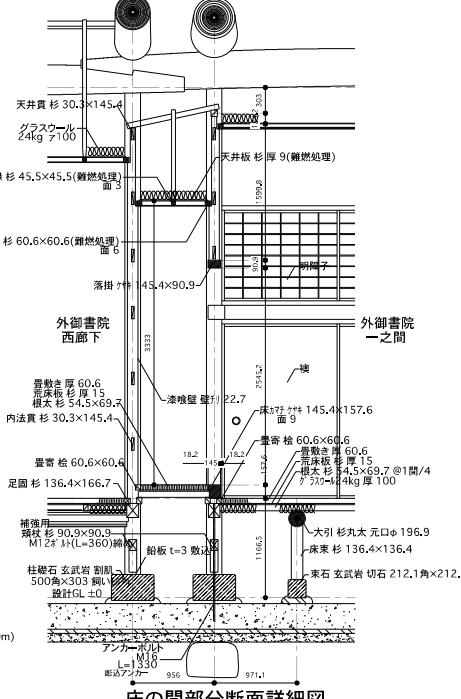 天井貫 杉 30.3×145.4
グラスウール
24kg ァ100
303
天井板 杉 厚 9(難燃処理)
杉 45.5×45.5(難燃処理)
面 3
1599.8
杉 60.6×60.6(難燃処理)
面 6
90.9
明障子
落掛 ケヤキ 145.4×90.9
外御書院
西廊下
外御書院
一之間
3333
2545.2
襖
畳敷き 厚 60.6
荒床板 杉 厚 15
根太 杉 54.5×69.7
漆喰壁 壁チリ 22.7
内法貫 杉 30.3×145.4
床カマチ ケヤキ 145.4×157.6
面 9
畳寄 桧 60.6×60.6
18.2
145
18.2
157.6
畳敷き 厚 60.6
荒床板 杉 厚 15
根太 杉 54.5×69.7 @1間/4
グラスウール24kg 厚 100
畳寄 桧 60.6×60.6
足固 杉 136.4×166.7
大引 杉丸太 元口φ 196.9
補強用
頬杖 杉 90.9×90.9
M12ボルト(L=360)締め
1166.5
床束 杉 136.4×136.4
鉛板 t=3 敷込
柱礎石 玄武岩 割肌
500角×303 飼い
設計GL ±0
束石 玄武岩 切石 212.1角×212.
m)
アンカーボルト
M16
L=1330
彫込アンカー
956
971.1
床の間部分断面詳細図